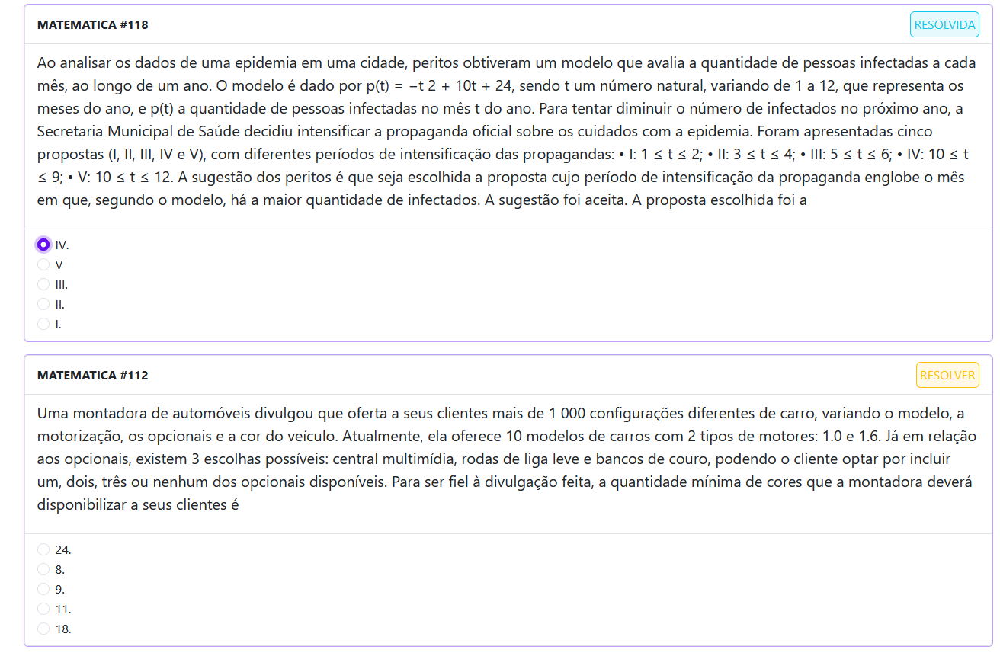 MATEMATICA #118
RESOLVIDA
Ao analisar os dados de uma epidemia em uma cidade, peritos obtiveram um modelo que avalia a quantidade de pessoas infectadas a cada
mês, ao longo de um ano. O modelo é dado por p(t) = −t 2 + 10t + 24, sendo t um número natural, variando de 1 a 12, que representa os
meses do ano, e p(t) a quantidade de pessoas infectadas no mês t do ano. Para tentar diminuir o número de infectados no próximo ano, a
Secretaria Municipal de Saúde decidiu intensificar a propaganda oficial sobre os cuidados com a epidemia. Foram apresentadas cinco
propostas (I, II, III, IV e V), com diferentes períodos de intensificação das propagandas: • I: 1 ≤ t ≤ 2; • II: 3 ≤ t ≤ 4; • III: 5 ≤ t ≤ 6; • IV: 10 ≤ t
≤ 9; • V: 10 ≤ t ≤ 12. A sugestão dos peritos é que seja escolhida a proposta cujo período de intensificação da propaganda englobe o mês
em que, segundo o modelo, há a maior quantidade de infectados. A sugestão foi aceita. A proposta escolhida foi a
IV.
V
III.
II.
I.
MATEMATICA #112
RESOLVER
Uma montadora de automóveis divulgou que oferta a seus clientes mais de 1 000 configurações diferentes de carro, variando o modelo, a
motorização, os opcionais e a cor do veículo. Atualmente, ela oferece 10 modelos de carros com 2 tipos de motores: 1.0 e 1.6. Já em relação
aos opcionais, existem 3 escolhas possíveis: central multimídia, rodas de liga leve e bancos de couro, podendo o cliente optar por incluir
um, dois, três ou nenhum dos opcionais disponíveis. Para ser fiel à divulgação feita, a quantidade mínima de cores que a montadora deverá
disponibilizar a seus clientes é
24.
8.
9.
11.
18.